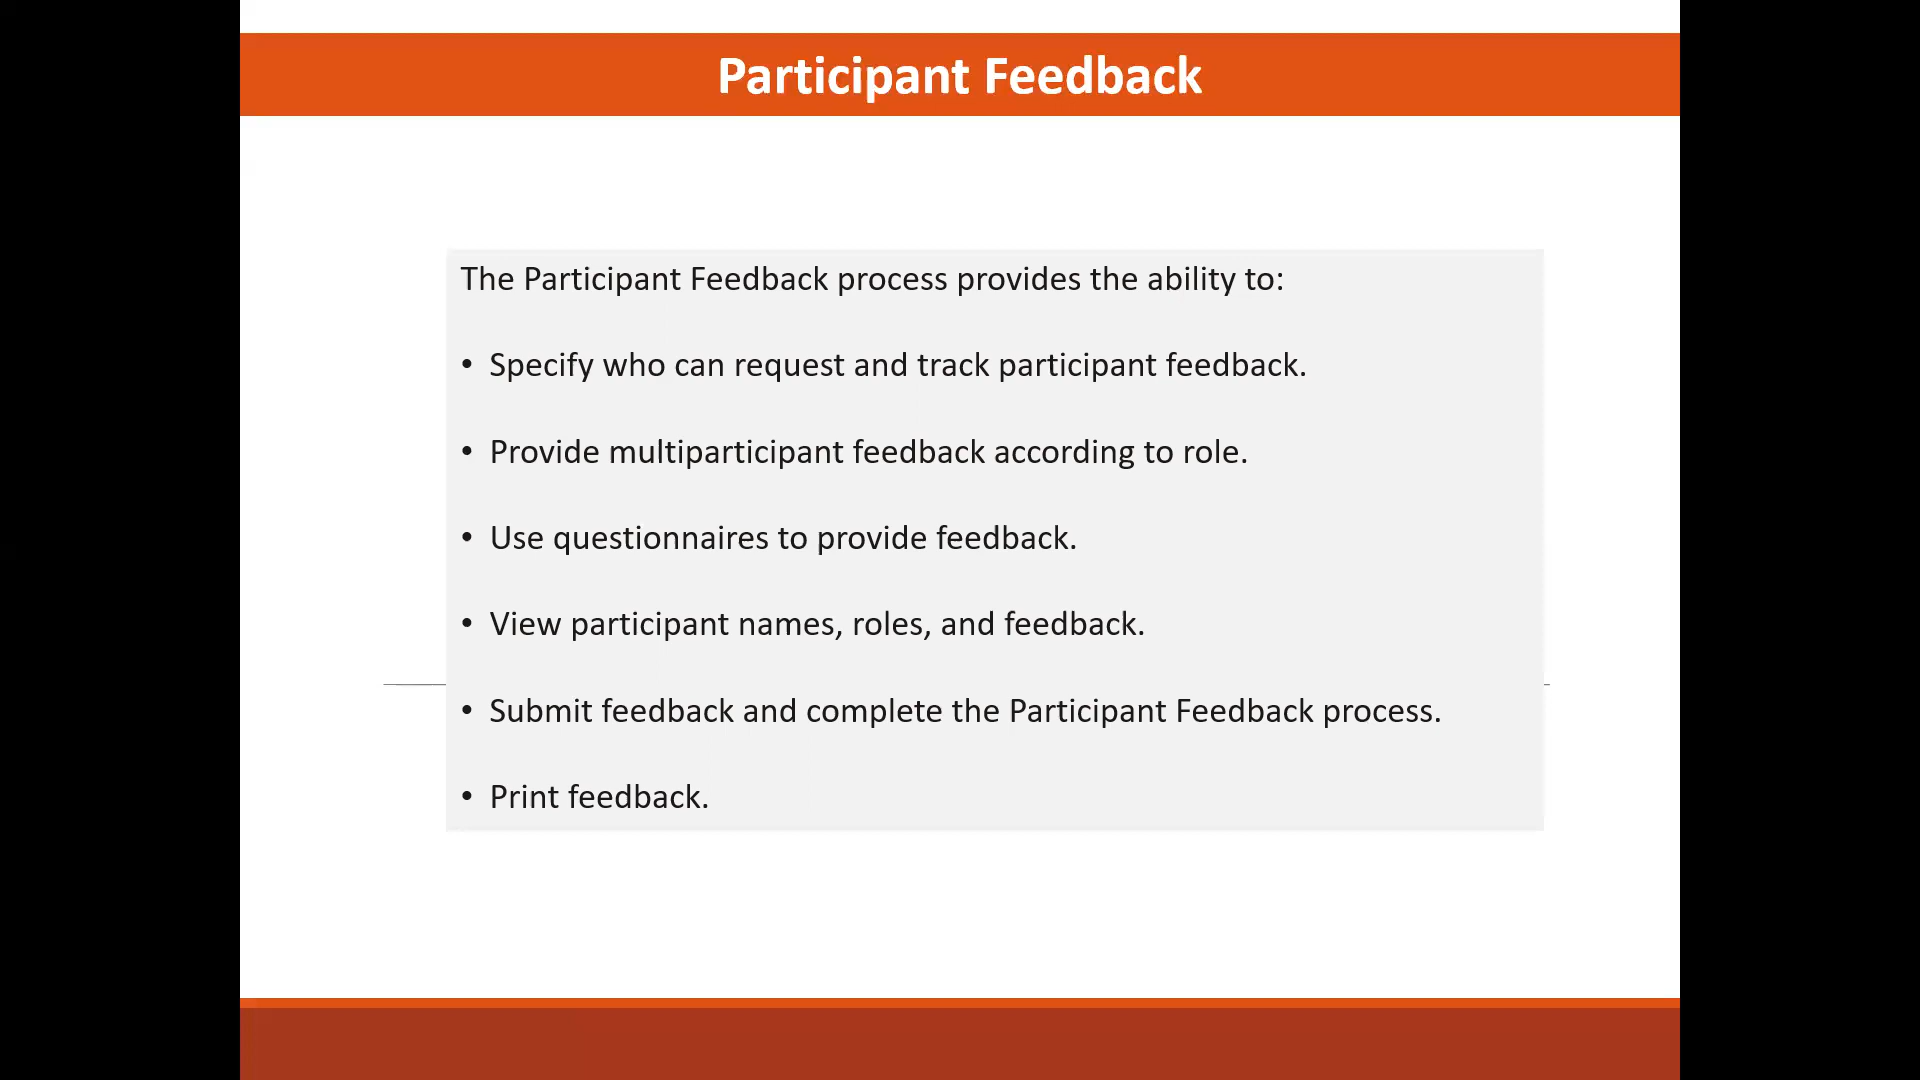 Participant Feedback
The Participant Feedback process provides the ability to:
• Specify who can request and track participant feedback.
• Provide multiparticipant feedback according to role.
• Use questionnaires to provide feedback.
• View participant names, roles, and feedback.
• Submit feedback and complete the Participant Feedback process.
• Print feedback.